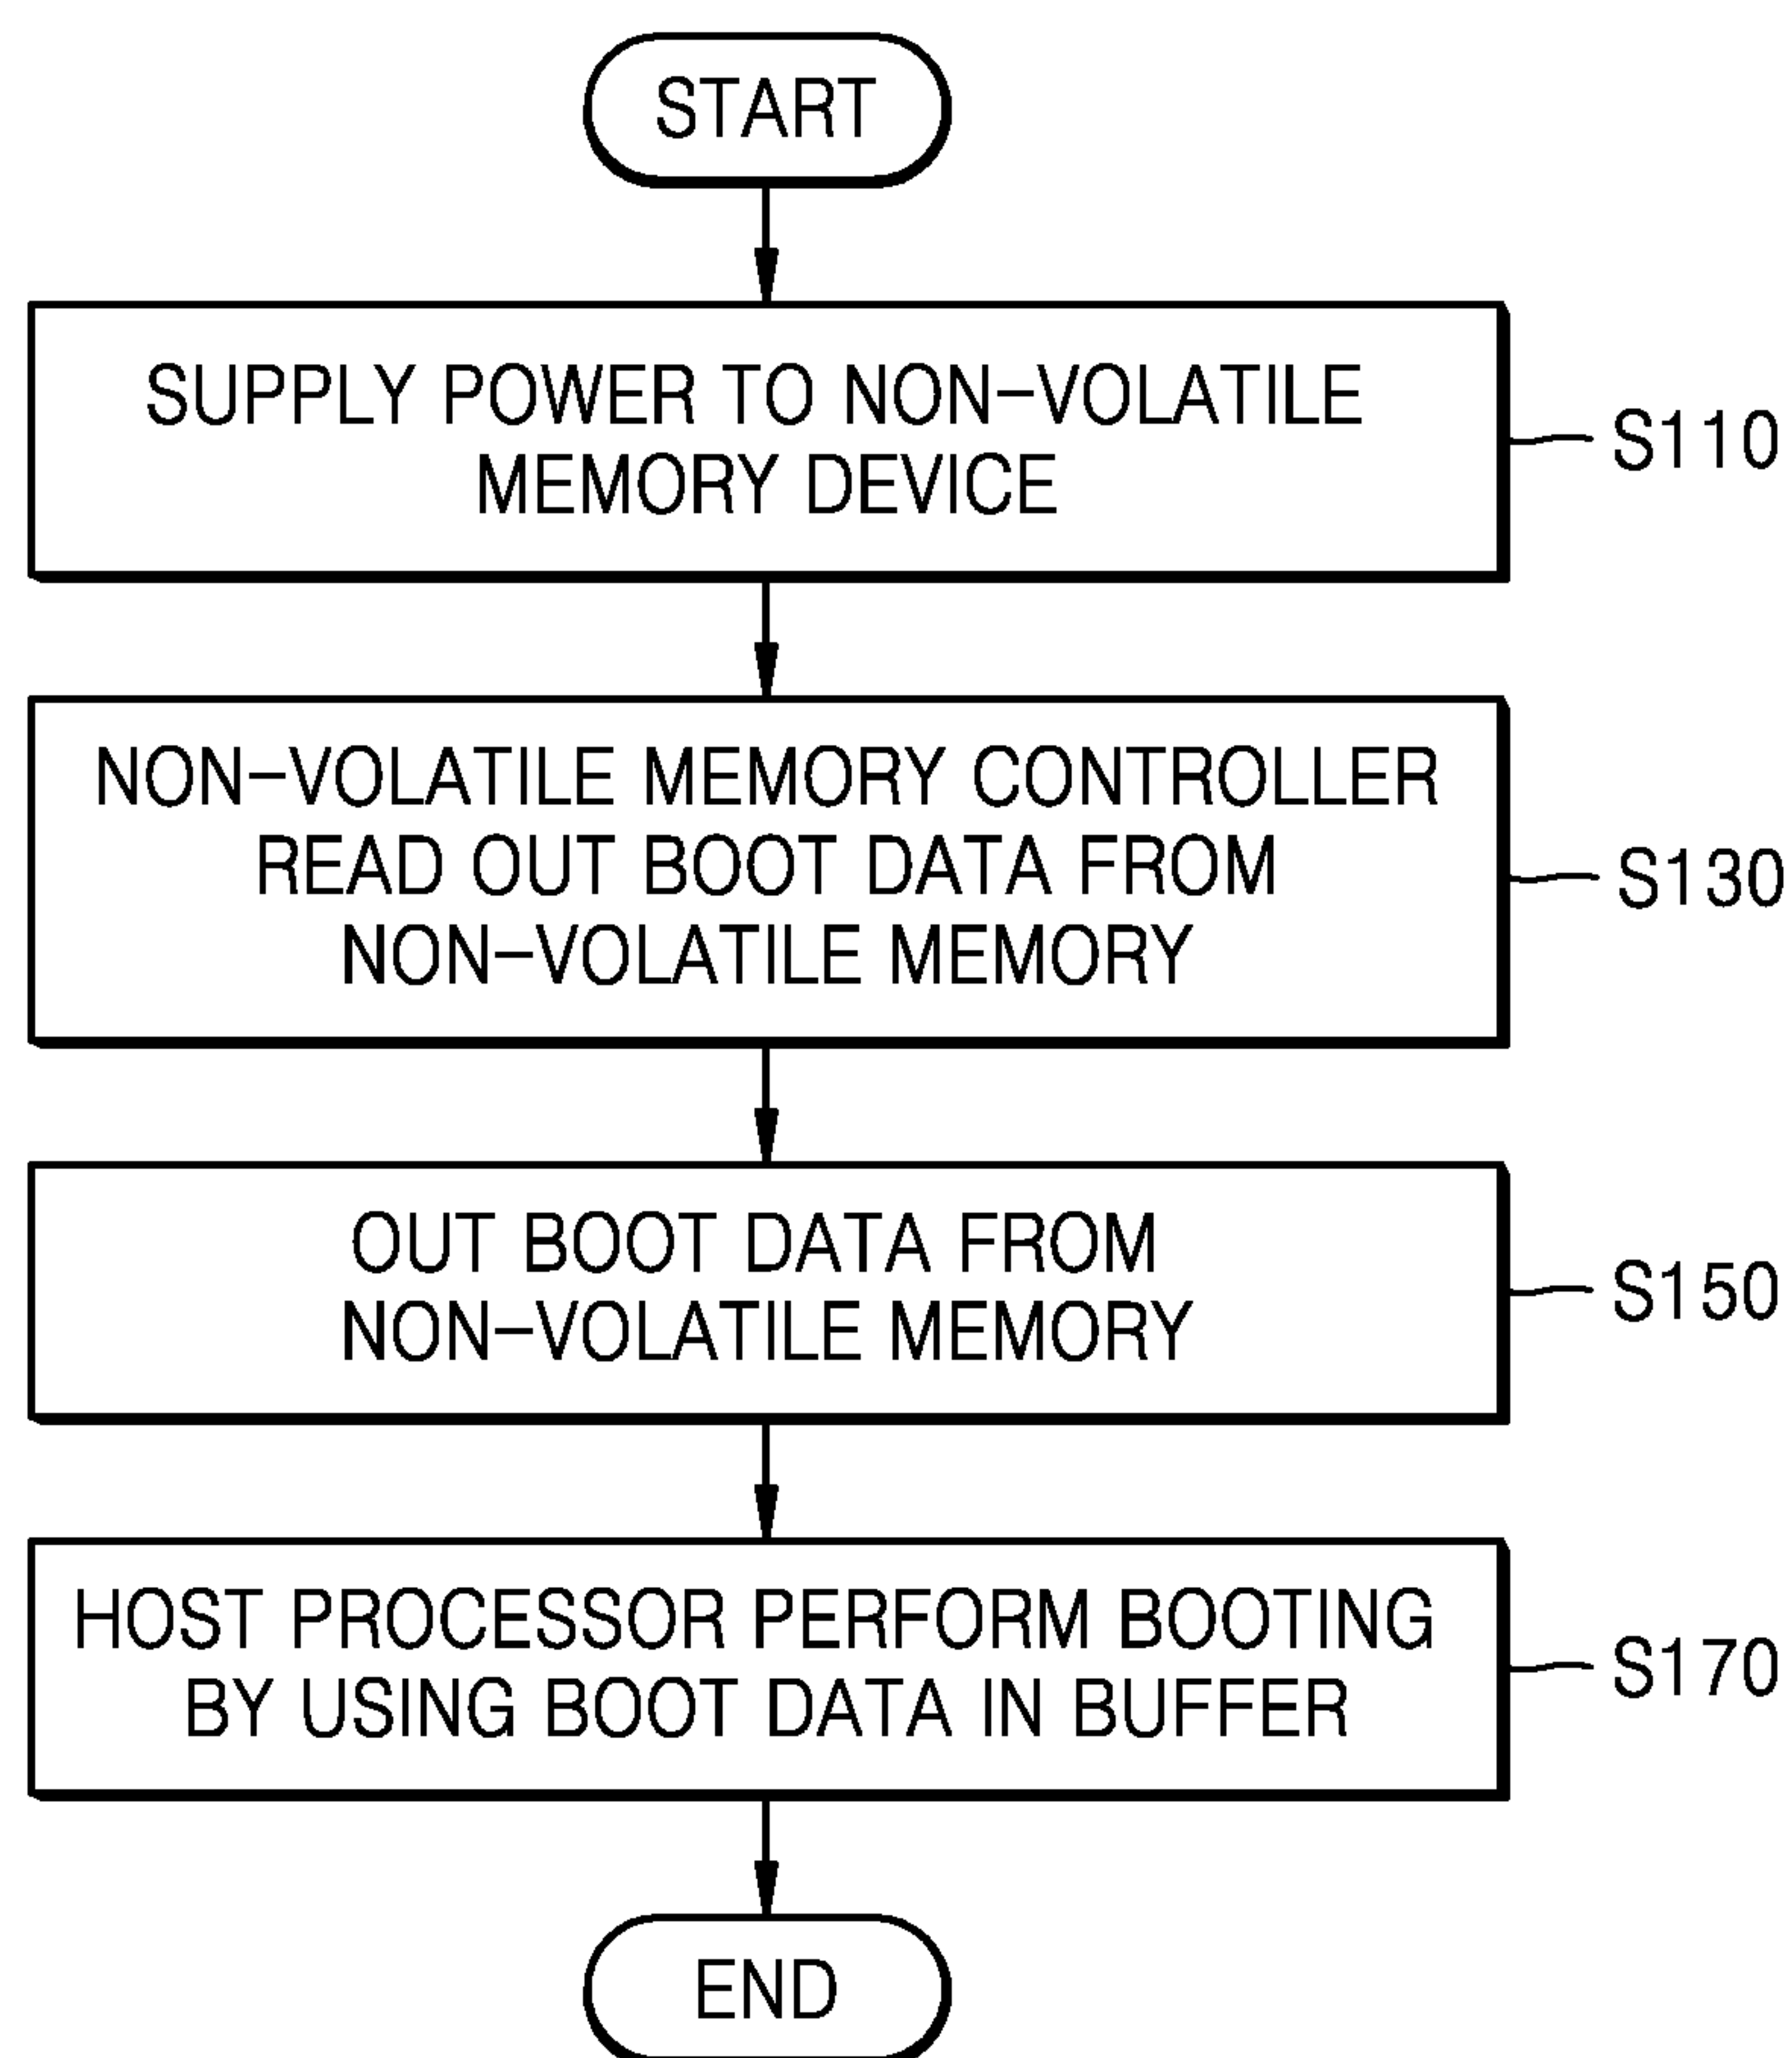 START
SUPPLY POWER TO NON-VOLATILE
MEMORY DEVICE
S110
NON-VOLATILE MEMORY CONTROLLER
READ OUT BOOT DATA FROM
NON-VOLATILE MEMORY
S130
OUT BOOT DATA FROM
NON-VOLATILE MEMORY
S150
HOST PROCESSOR PERFORM BOOTING
BY USING BOOT DATA IN BUFFER
S170
END